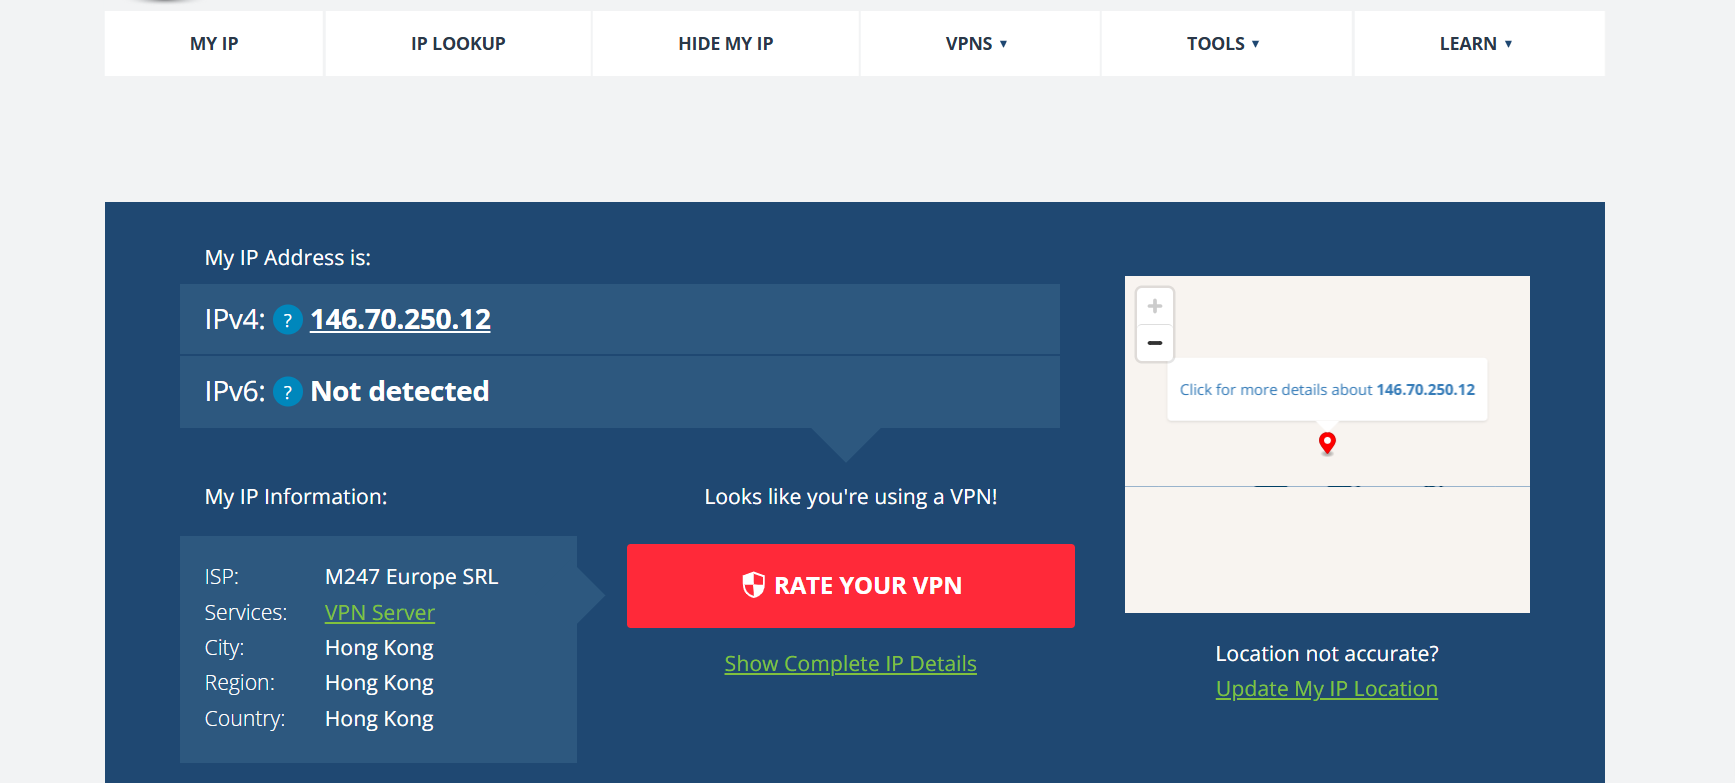 MY IP
IP LOOKUP
HIDE MY IP
VPNS ▾
TOOLS ▾
LEARN ▾
My IP Address is:
IPv4: ? 146.70.250.12
IPv6: ? Not detected
Click for more details about 146.70.250.12
My IP Information:
ISP: M247 Europe SRL
Services: VPN Server
City: Hong Kong
Region: Hong Kong
Country: Hong Kong
Looks like you're using a VPN!
RATE YOUR VPN
Show Complete IP Details
Location not accurate?
Update My IP Location